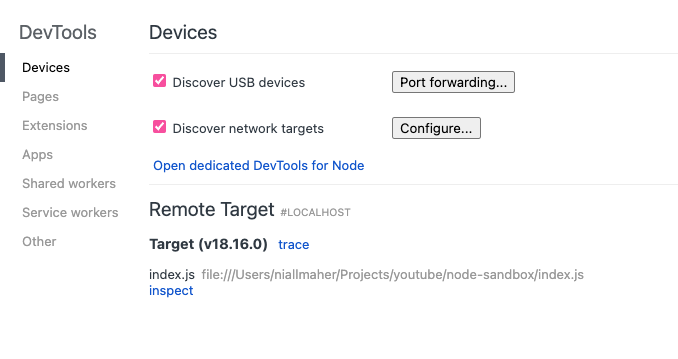 DevTools
Devices
Pages
Extensions
Apps
Shared workers
Service workers
Other
Devices
Discover USB devices Port forwarding...
Discover network targets Configure...
Open dedicated DevTools for Node
Remote Target #LOCALHOST
Target (v18.16.0) trace
index.js file:///Users/niallmaher/Projects/youtube/node-sandbox/index.js
inspect